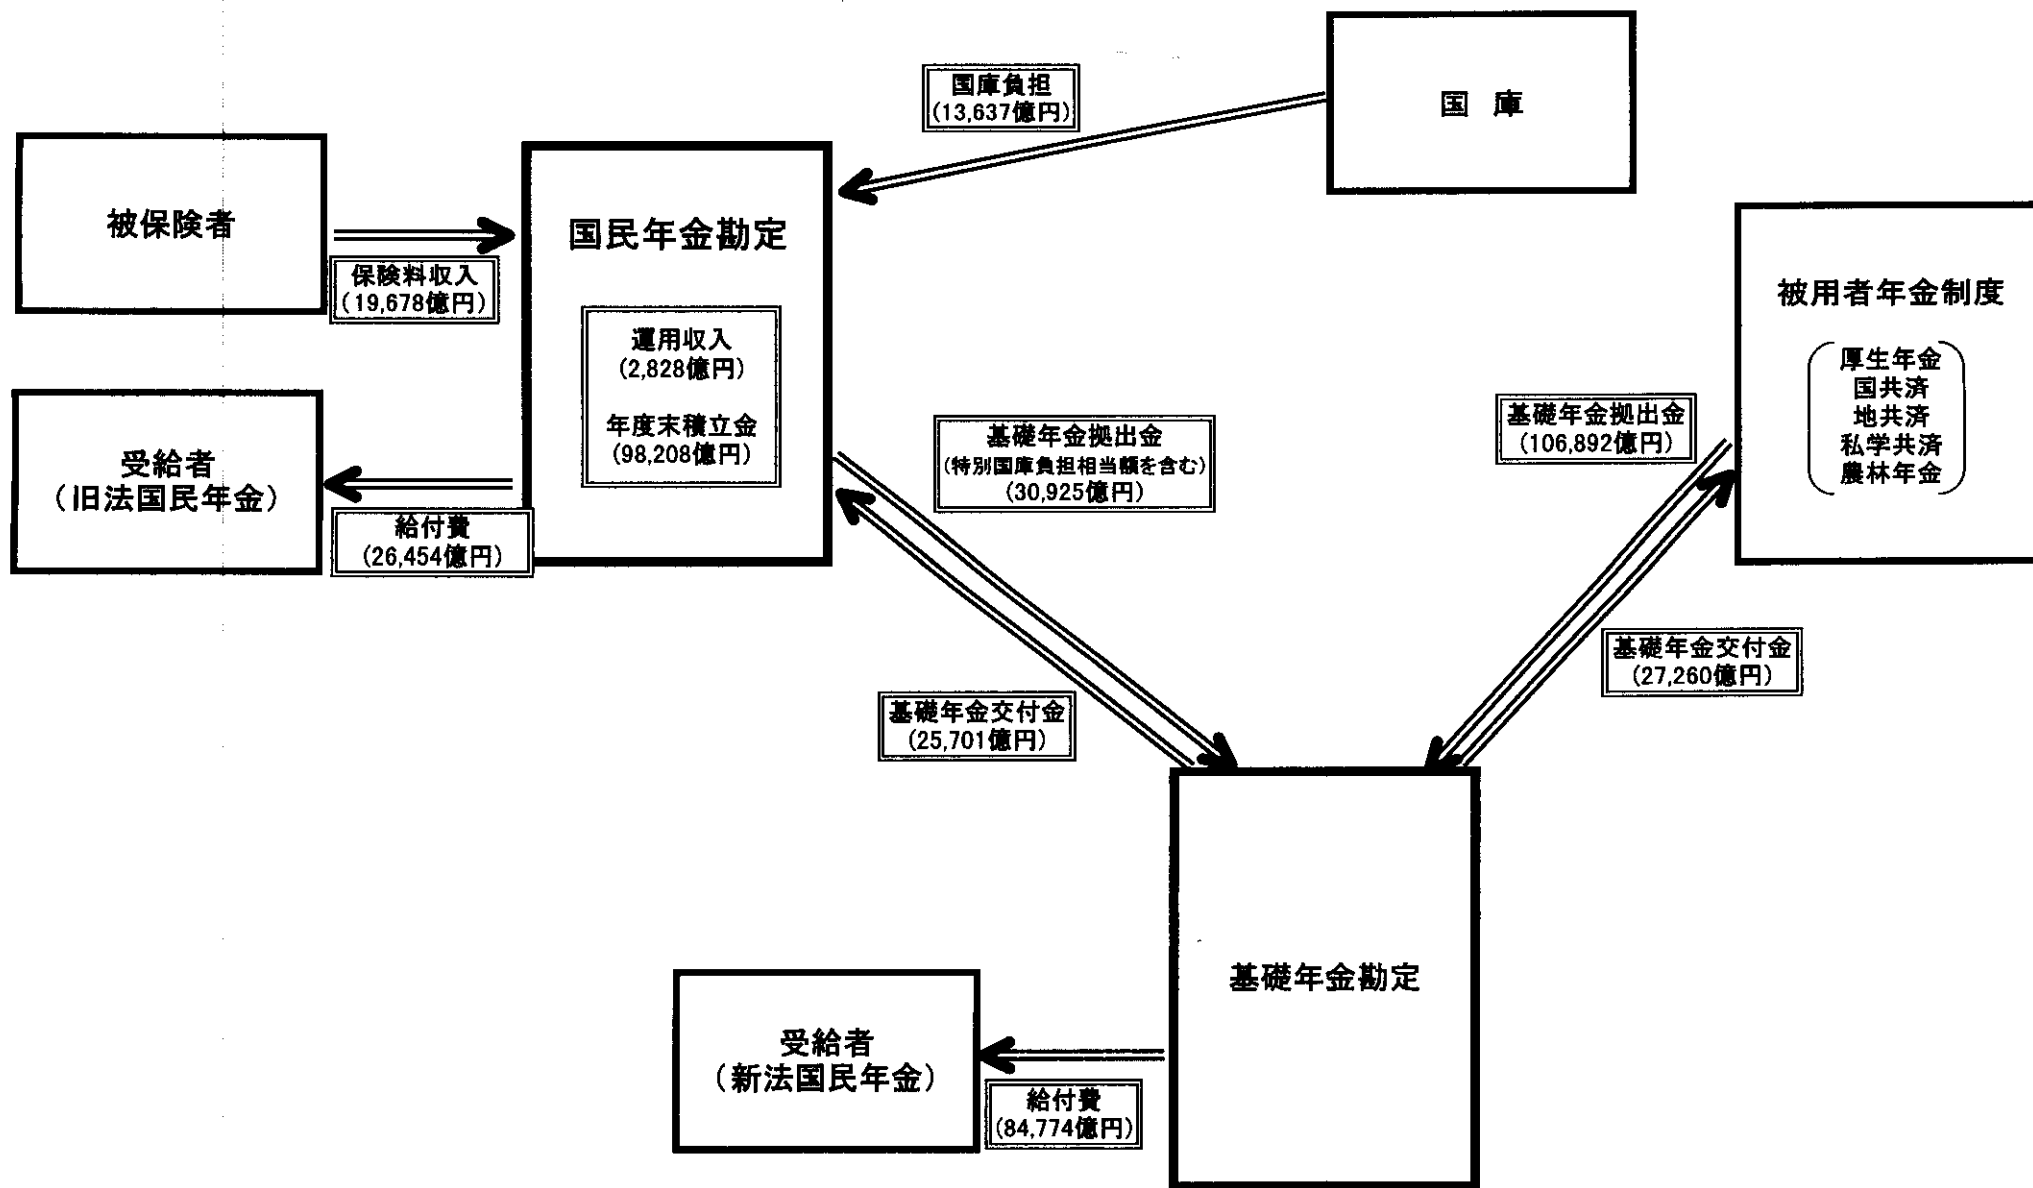 国庫
国庫負担
(13,637億円)
被保険者
保険料収入
(19,678億円)
国民年金勘定
運用収入
(2,828億円)
年度末積立金
(98,208億円)
受給者
(旧法国民年金)
給付費
(26,454億円)
基礎年金拠出金
(特別国庫負担相当額を含む)
(30,925億円)
基礎年金交付金
(25,701億円)
被用者年金制度
厚生年金
国共済
地共済
私学共済
農林年金
基礎年金拠出金
(106,892億円)
基礎年金交付金
(27,260億円)
基礎年金勘定
受給者
(新法国民年金)
給付費
(84,774億円)